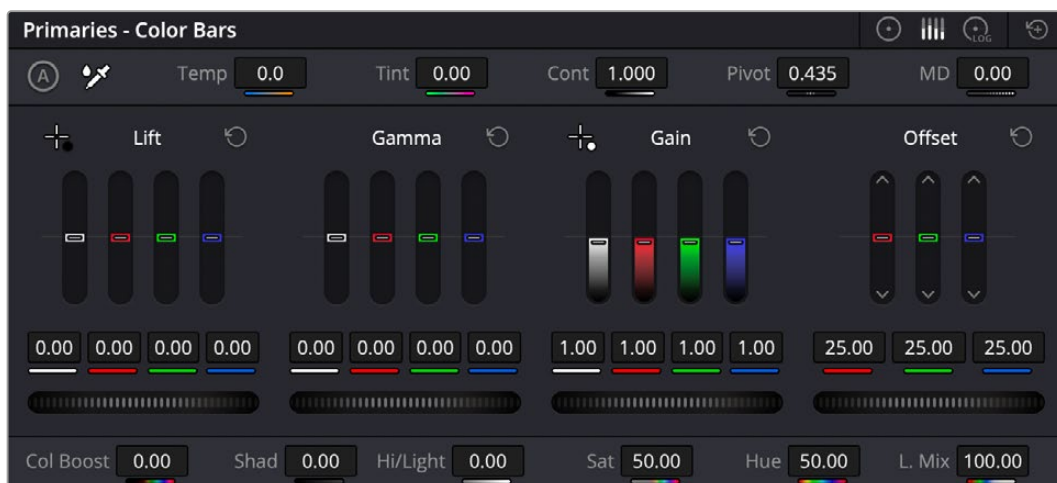 Primaries - Color Bars
LOG
A Temp 0.0 Tint 0.00 Cont 1.000 Pivot 0.435 MD 0.00
Lift Gamma Gain Offset
0.00 0.00 0.00 0.00 0.00 0.00 0.00 0.00 1.00 1.00 1.00 1.00 25.00 25.00 25.00
Col Boost 0.00 Shad 0.00 Hi/Light 0.00 Sat 50.00 Hue 50.00 L. Mix 100.00